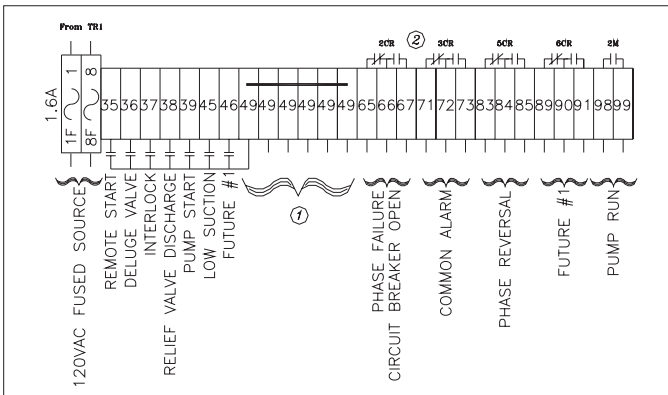 From TR1
2CR
2
3CR
5CR
6CR
2M
1.6A
1
8
1F
8F
35 36 37 38 39 45 46 49 49 49 49 49 49 65 66 67 71 72 73 83 84 85 89 90 91 98 99
120VAC FUSED SOURCE
REMOTE START
DELUGE VALVE
INTERLOCK
RELIEF VALVE DISCHARGE
PUMP START
LOW SUCTION
FUTURE #1
1
PHASE FAILURE
CIRCUIT BREAKER OPEN
COMMON ALARM
PHASE REVERSAL
FUTURE #1
PUMP RUN